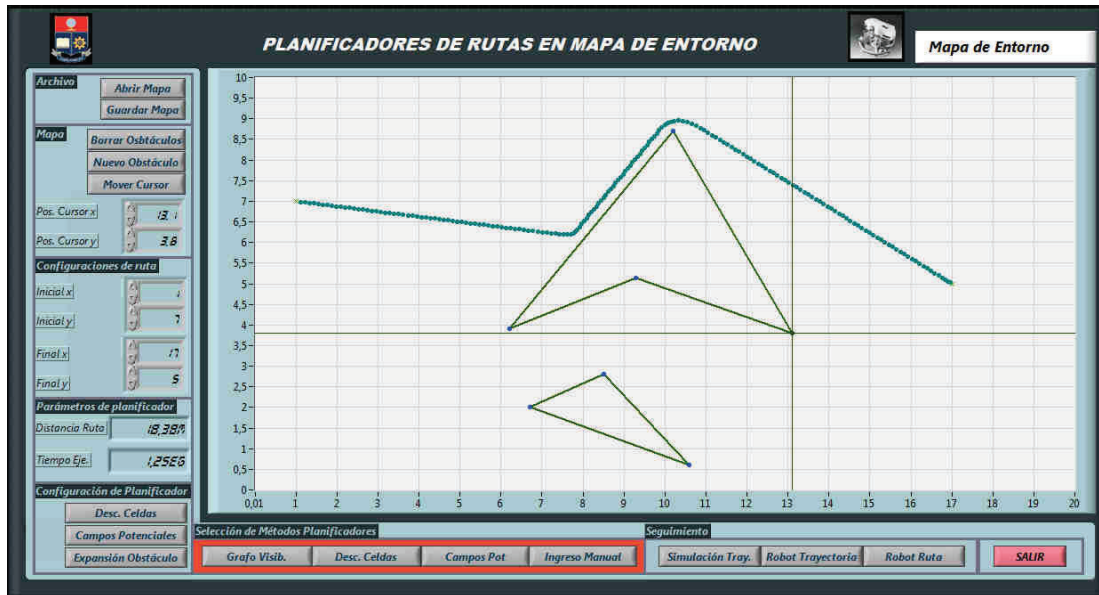 PLANIFICADORES DE RUTAS EN MAPA DE ENTORNO
Mapa de Entorno
Archivo
Abrir Mapa
Guardar Mapa
Mapa
Borrar Osbtáculos
Nuevo Obstáculo
Mover Cursor
Pos. Cursor x
13,1
Pos. Cursor y
3,8
Configuraciones de ruta
Inicial x
1
Inicial y
7
Final x
17
Final y
5
Parámetros de planificador
Distancia Ruta
Tiempo Eje.
1,25E6
Configuración de Planificador
Desc. Celdas
Campos Potenciales
Expansión Obstáculo
10
9,5
9
8,5
8
7,5
7
6,5
6
5,5
5
4,5
4
3,5
3
2,5
2
1,5
1
0,5
0
0,01 1 2 3 4 5 6 7 8 9 10 11 12 13 14 15 16 17 18 19 20
Selección de Métodos Planificadores
Grafo Visib. Desc. Celdas Campos Pot Ingreso Manual
Seguimiento
Simulación Tray. Robot Trayectoria Robot Ruta
SALIR